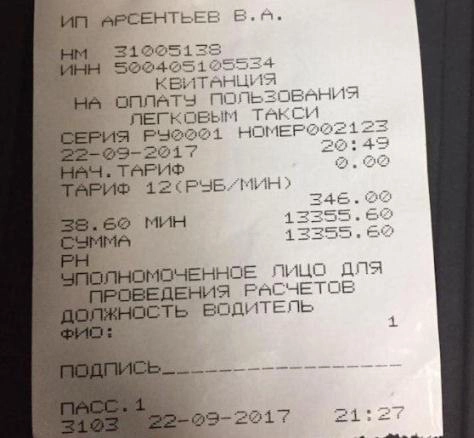 ИП АРСЕНТЬЕВ В.А.
НМ 31005138
ИНН 500405105534
КВИТАНЦИЯ
НА ОПЛАТУ ПОЛЬЗОВАНИЯ
ЛЕГКОВЫМ ТАКСИ
СЕРИЯ РУ0001 НОМЕР002123
22-09-2017 20:49
НАЧ.ТАРИФ 0.00
ТАРИФ 12(РУБ/МИН)
346.00
38.60 МИН 13355.60
СУММА 13355.60
РН
УПОЛНОМОЧЕННОЕ ЛИЦО ДЛЯ
ПРОВЕДЕНИЯ РАСЧЕТОВ
ДОЛЖНОСТЬ ВОДИТЕЛЬ
ФИО: 1
ПОДПИСЬ__________________
ПАСС.1
3103 22-09-2017 21:27